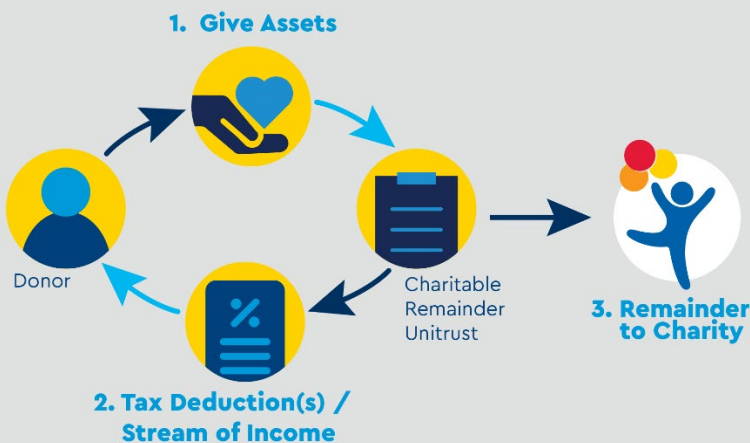 1. Give Assets
Donor
Charitable
Remainder
Unitrust
2. Tax Deduction(s) /
Stream of Income
3. Remainder
to Charity
%